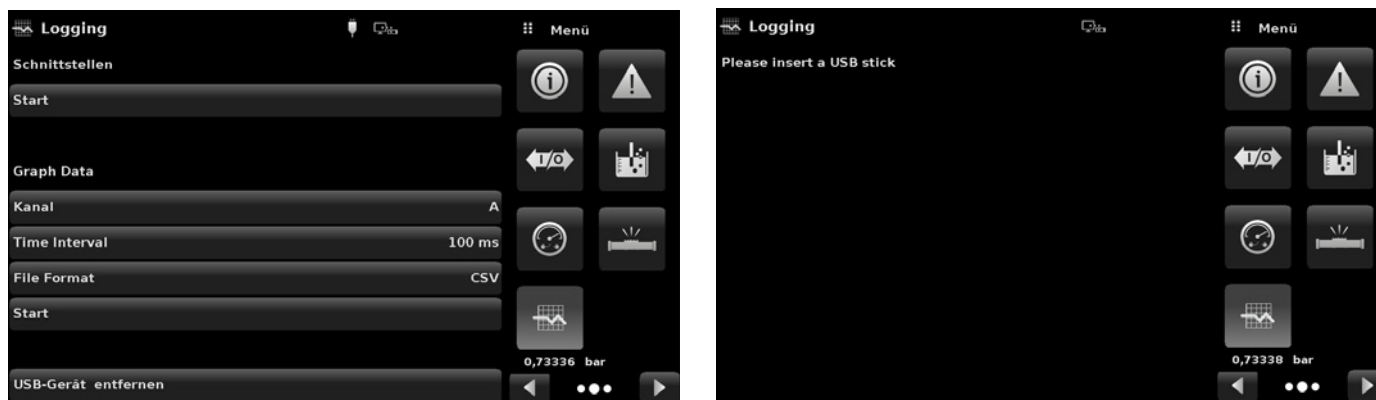 Logging
Menü
Schnittstellen
Start
Graph Data
Kanal A
Time Interval 100 ms
File Format CSV
Start
USB-Gerät entfernen
I/O
0,73336 bar
Logging
Menü
Please insert a USB stick
I/O
0,73338 bar